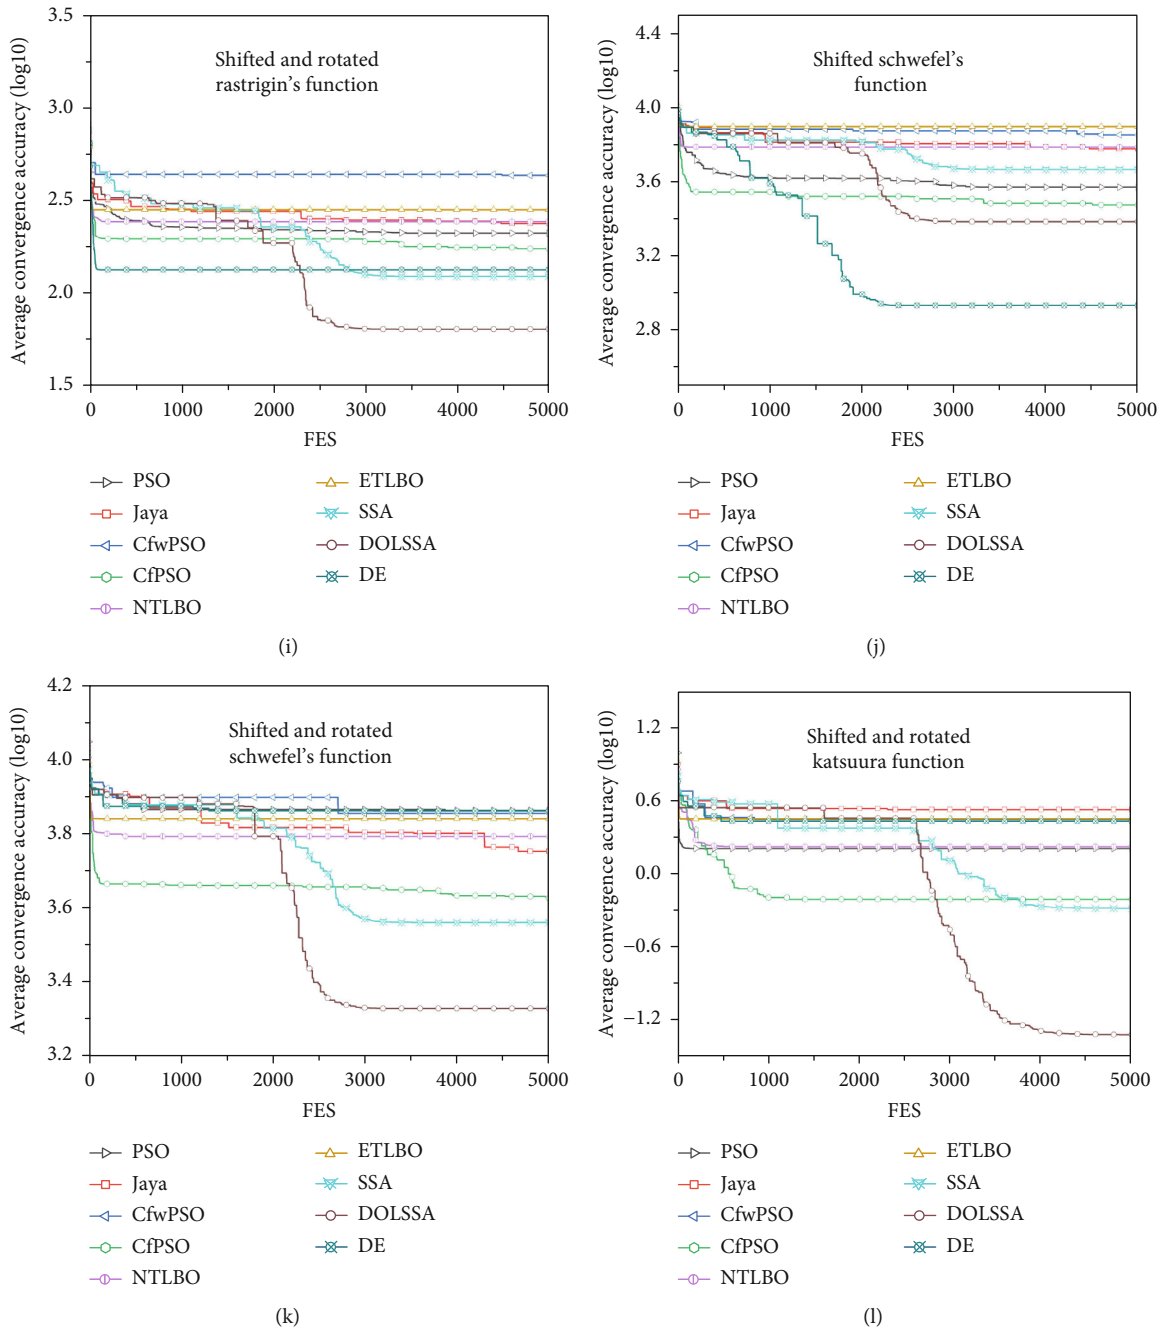 Average convergence accuracy (log10)
3.5
3.0
2.5
2.0
1.5
Shifted and rotated
rastrigin's function
0
1000
2000
3000
4000
5000
FES
PSO
Jaya
CfwPSO
CfPSO
NTLBO
ETLBO
SSA
DOLSSA
DE
(i)
Average convergence accuracy (log10)
4.4
4.0
3.6
3.2
2.8
Shifted schwefel's
function
0
1000
2000
3000
4000
5000
FES
PSO
Jaya
CfwPSO
CfPSO
NTLBO
ETLBO
SSA
DOLSSA
DE
(j)
Average convergence accuracy (log10)
4.2
4.0
3.8
3.6
3.4
3.2
Shifted and rotated
schwefel's function
0
1000
2000
3000
4000
5000
FES
PSO
Jaya
CfwPSO
CfPSO
NTLBO
ETLBO
SSA
DOLSSA
DE
(k)
Average convergence accuracy (log10)
1.2
0.6
0.0
−0.6
−1.2
Shifted and rotated
katsuura function
0
1000
2000
3000
4000
5000
FES
PSO
Jaya
CfwPSO
CfPSO
NTLBO
ETLBO
SSA
DOLSSA
DE
(l)